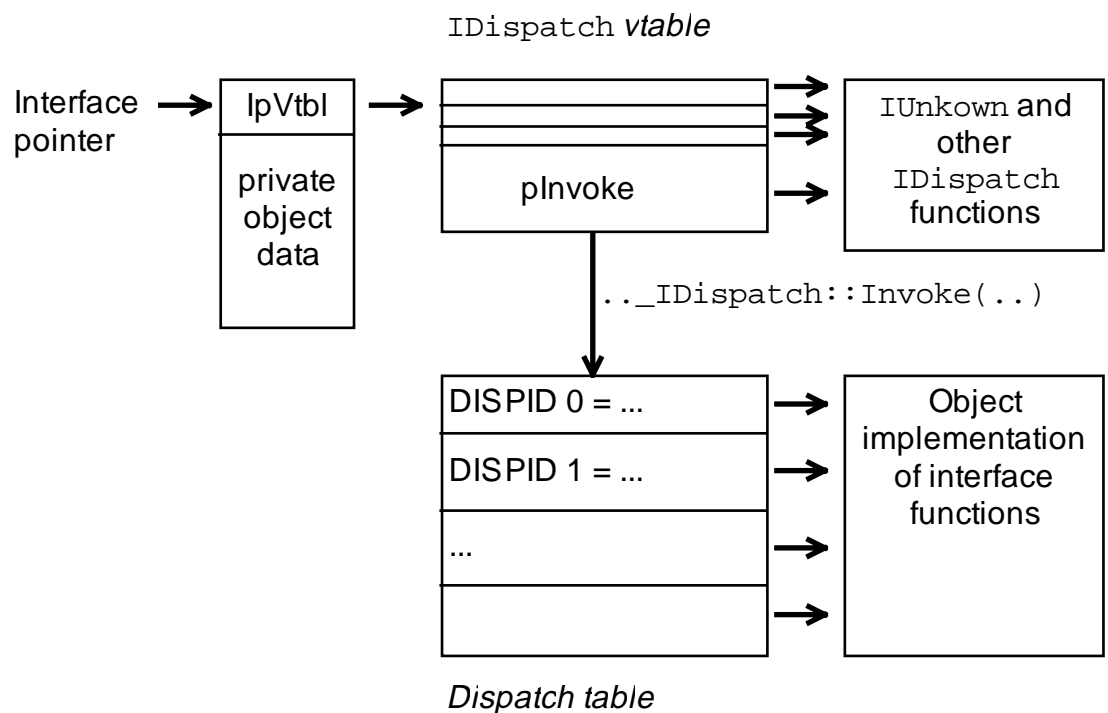 IDispatch vtable
Interface
pointer
lpVtbl
private
object
data
pInvoke
IUnkown and
other
IDispatch
functions
.._IDispatch::Invoke(..)
DISPID 0 = ...
DISPID 1 = ...
...
Object
implementation
of interface
functions
Dispatch table